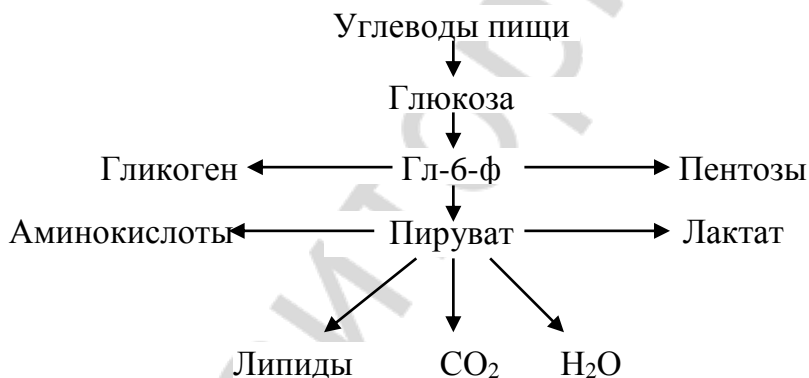 Углеводы пищи
Глюкоза
Гликоген Гл-6-ф Пентозы
Аминокислоты Пируват Лактат
Липиды CO₂ H₂O